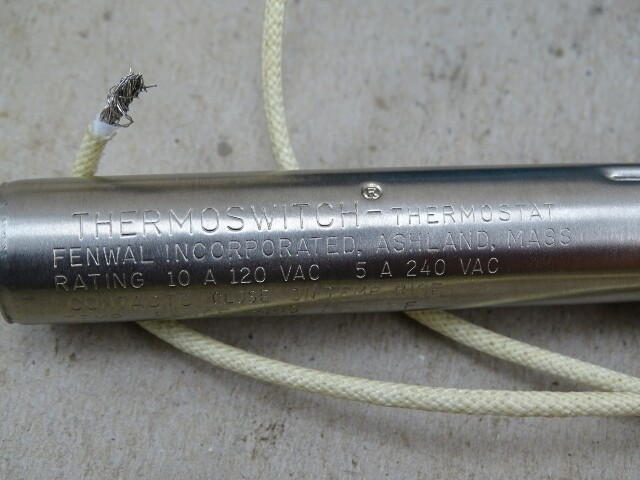 THERMOSWITCH® - THERMOSTAT
FENWAL INCORPORATED, ASHLAND, MASS
RATING 10 A 120 VAC 5 A 240 VAC
CONTACTS CLOSE ON TEMP RISE